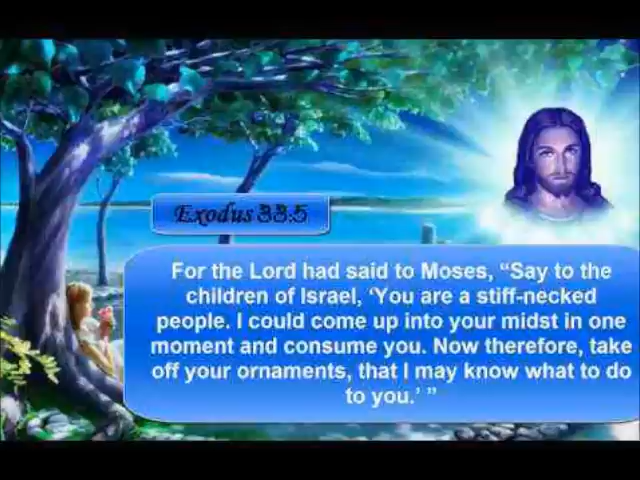 Exodus 33:5
For the Lord had said to Moses, “Say to the
children of Israel, ‘You are a stiff-necked
people. I could come up into your midst in one
moment and consume you. Now therefore, take
off your ornaments, that I may know what to do
to you.’ ”